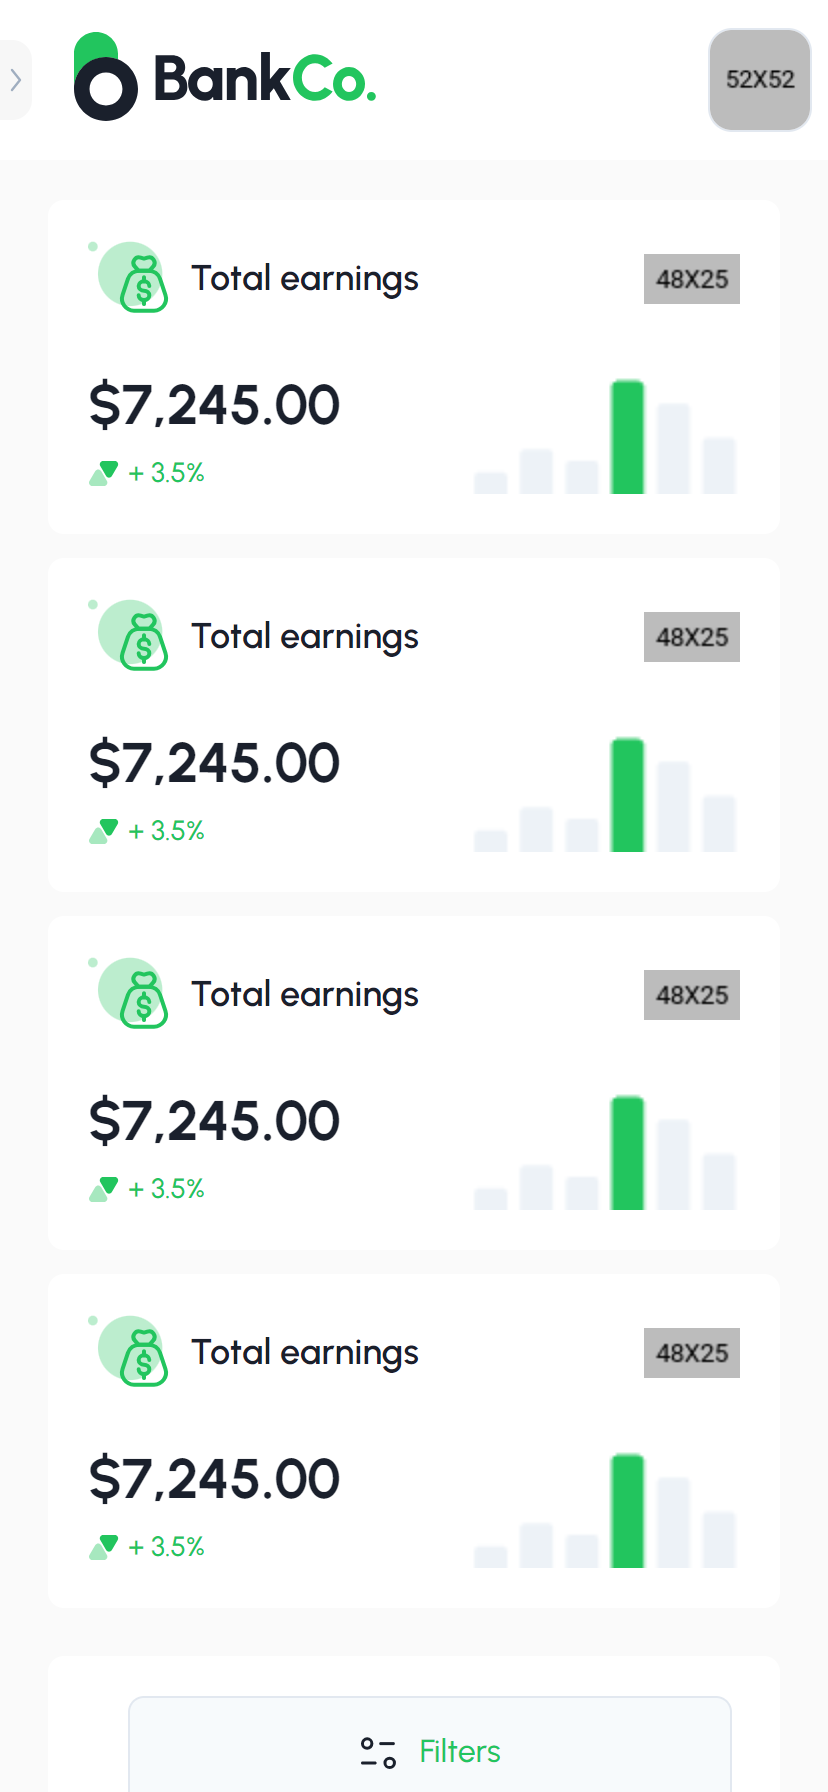 BankCo.
52X52
Total earnings
48X25
$7,245.00
+ 3.5%
Total earnings
48X25
$7,245.00
+ 3.5%
Total earnings
48X25
$7,245.00
+ 3.5%
Total earnings
48X25
$7,245.00
+ 3.5%
Filters